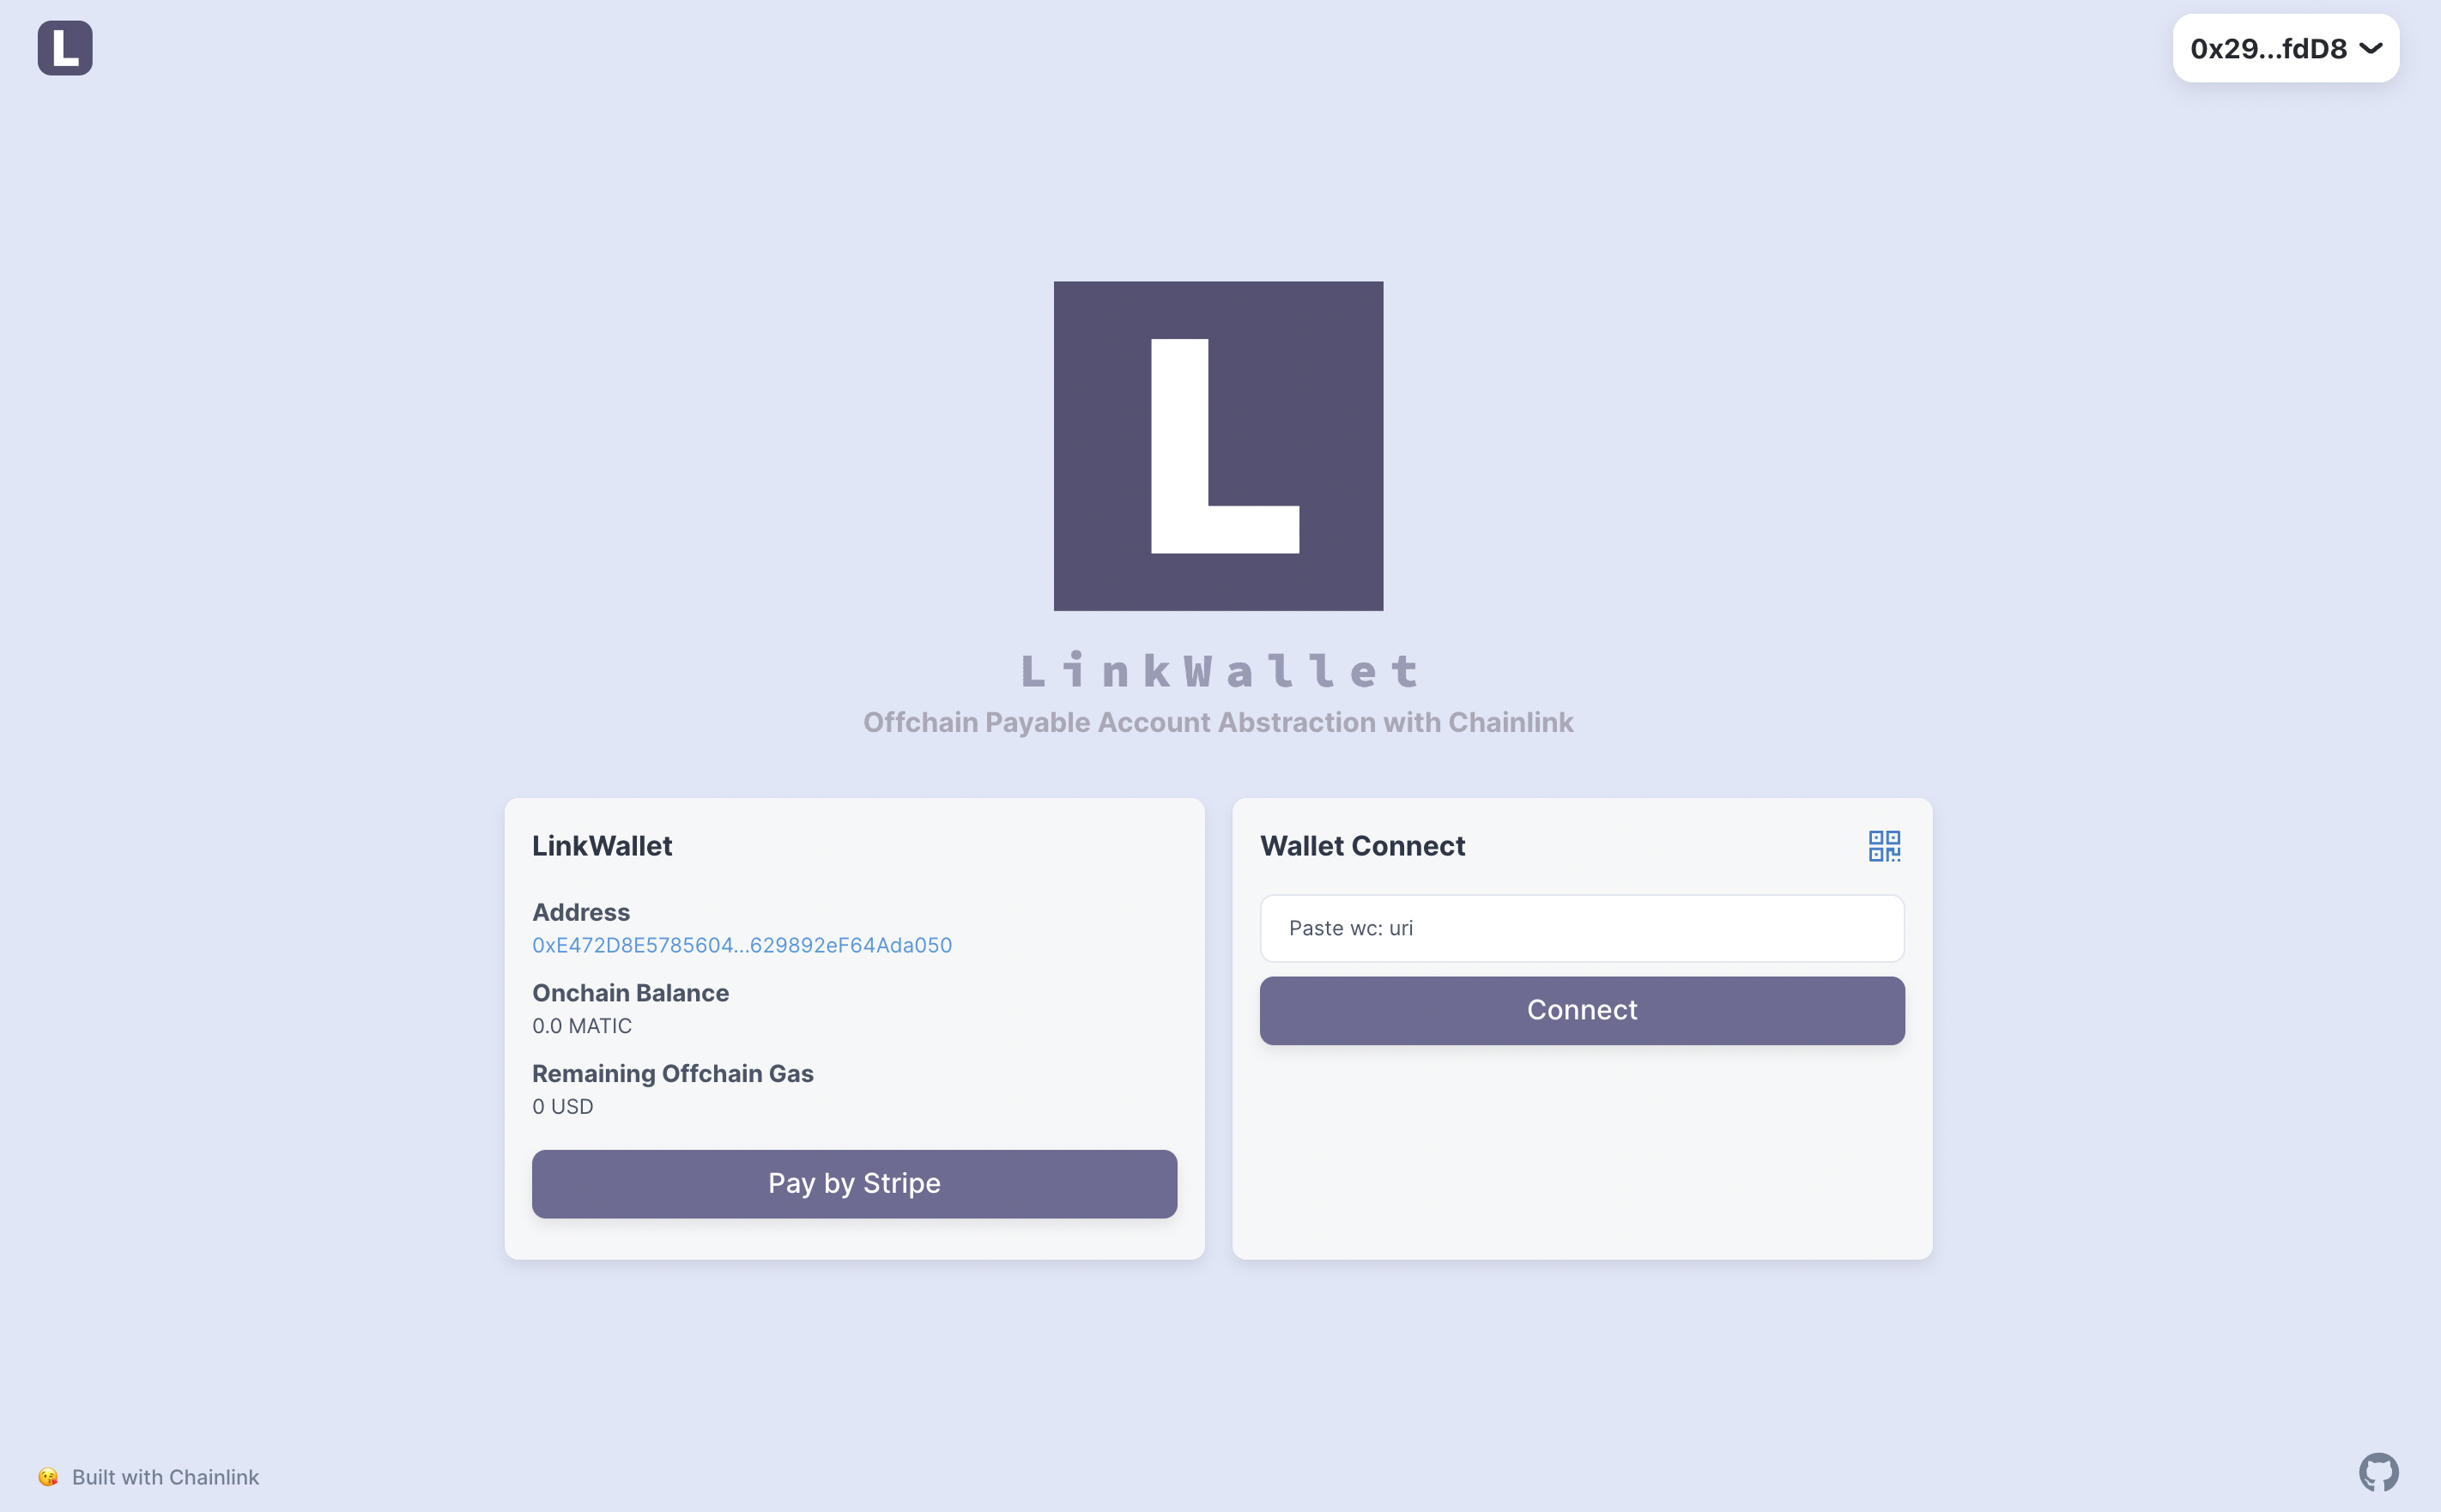 L
0x29...fdD8
L
LinkWallet
Offchain Payable Account Abstraction with Chainlink
LinkWallet
Address
0xE472D8E5785604...629892eF64Ada050
Onchain Balance
0.0 MATIC
Remaining Offchain Gas
0 USD
Pay by Stripe
Wallet Connect
Paste wc: uri
Connect
😘 Built with Chainlink